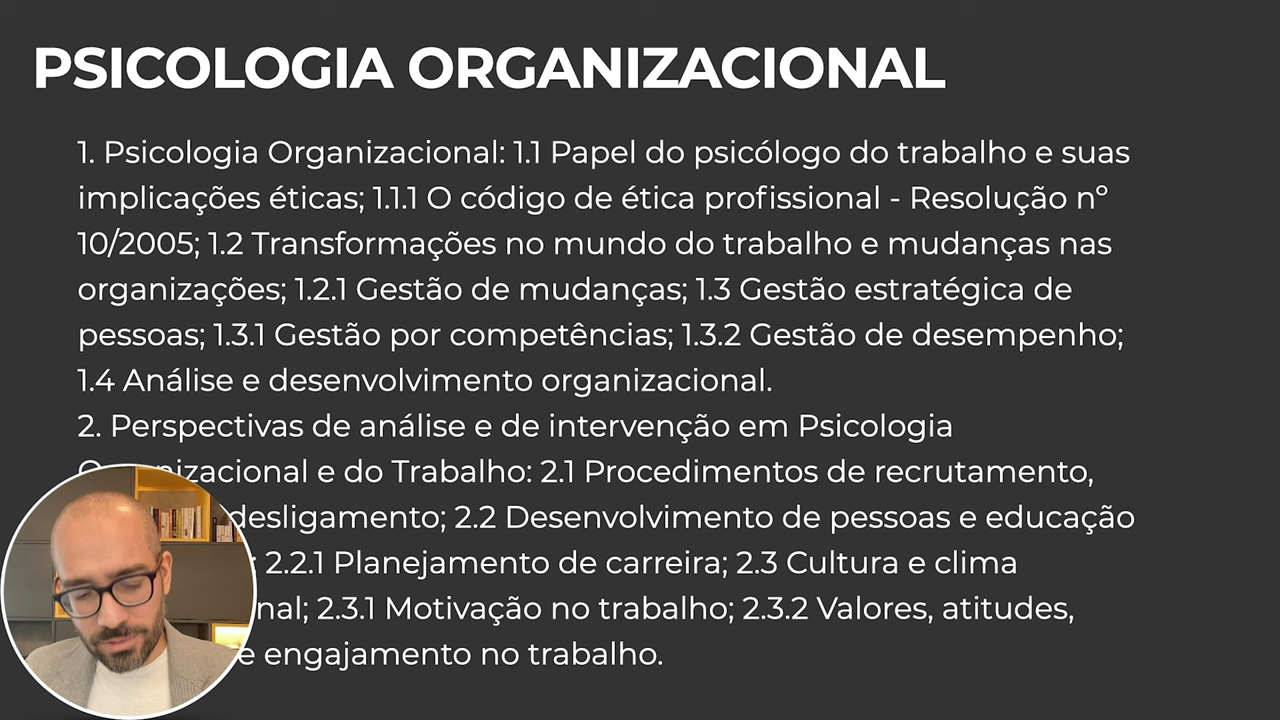 PSICOLOGIA ORGANIZACIONAL
1. Psicologia Organizacional: 1.1 Papel do psicólogo do trabalho e suas
implicações éticas; 1.1.1 O código de ética profissional - Resolução nº
10/2005; 1.2 Transformações no mundo do trabalho e mudanças nas
organizações; 1.2.1 Gestão de mudanças; 1.3 Gestão estratégica de
pessoas; 1.3.1 Gestão por competências; 1.3.2 Gestão de desempenho;
1.4 Análise e desenvolvimento organizacional.
2. Perspectivas de análise e de intervenção em Psicologia
Organizacional e do Trabalho: 2.1 Procedimentos de recrutamento,
desligamento; 2.2 Desenvolvimento de pessoas e educação
; 2.2.1 Planejamento de carreira; 2.3 Cultura e clima
nal; 2.3.1 Motivação no trabalho; 2.3.2 Valores, atitudes,
e engajamento no trabalho.